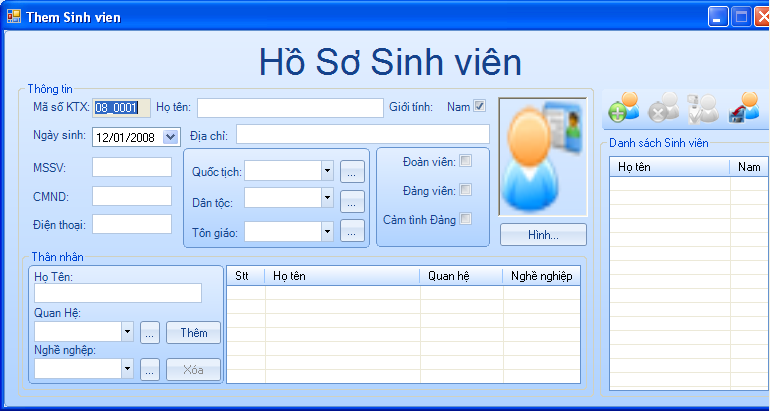 Them Sinh vien
Hồ Sơ Sinh viên
Thông tin
Mã số KTX: 08_0001 Họ tên: Giới tính: Nam
Ngày sinh: 12/01/2008 Địa chỉ:
MSSV:
CMND:
Điện thoại:
Quốc tịch: ...
Dân tộc: ...
Tôn giáo: ...
Đoàn viên:
Đảng viên:
Cảm tình Đảng
Hình...
Danh sách Sinh viên
Họ tên Nam
Thân nhân
Họ Tên:
Quan Hệ:
... Thêm
Nghề nghệp:
... Xóa
Stt Họ tên Quan hệ Nghề nghiệp